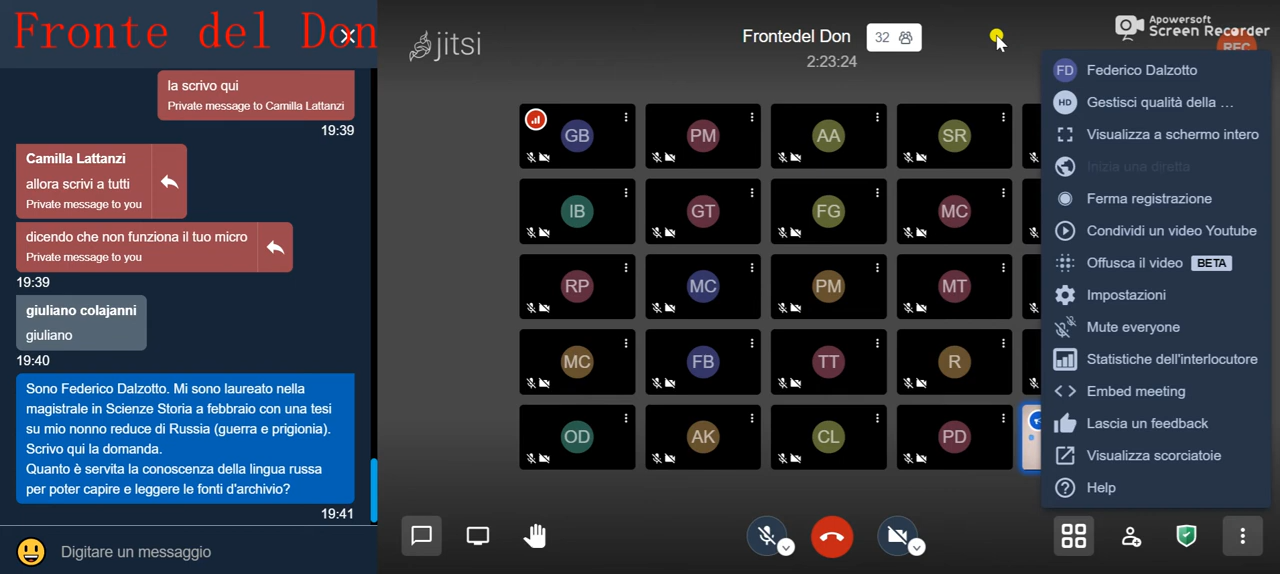 Fronte del Don
la scrivo qui
Private message to Camilla Lattanzi
19:39
Camilla Lattanzi
allora scrivi a tutti
Private message to you
dicendo che non funziona il tuo micro
Private message to you
19:39
giuliano colajanni
giuliano
19:40
Sono Federico Dalzotto. Mi sono laureato nella
magistrale in Scienze Storia a febbraio con una tesi
su mio nonno reduce di Russia (guerra e prigionia).
Scrivo qui la domanda.
Quanto è servita la conoscenza della lingua russa
per poter capire e leggere le fonti d'archivio?
19:41
Digitare un messaggio
jitsi
Frontedel Don 32
2:23:24
Apowersoft
Screen Recorder
REC
GB PM AA SR
IB GT FG MC
RP MC PM MT
MC FB TT R
OD AK CL PD
FD Federico Dalzotto
HD Gestisci qualità della ...
Visualizza a schermo intero
Inizia una diretta
Ferma registrazione
Condividi un video Youtube
Offusca il video BETA
Impostazioni
Mute everyone
Statistiche dell'interlocutore
Embed meeting
Lascia un feedback
Visualizza scorciatoie
Help